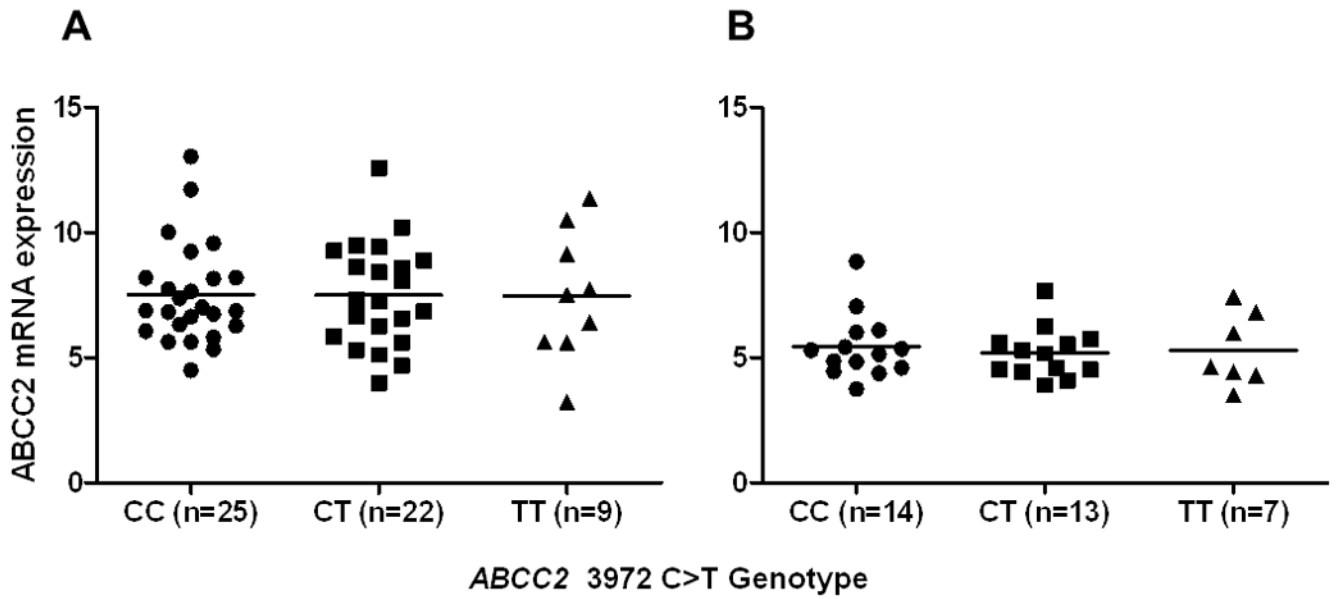 A
B
ABCC2 mRNA expression
15
10
5
0
CC (n=25) CT (n=22) TT (n=9)
15
10
5
0
CC (n=14) CT (n=13) TT (n=7)
ABCC2 3972 C>T Genotype